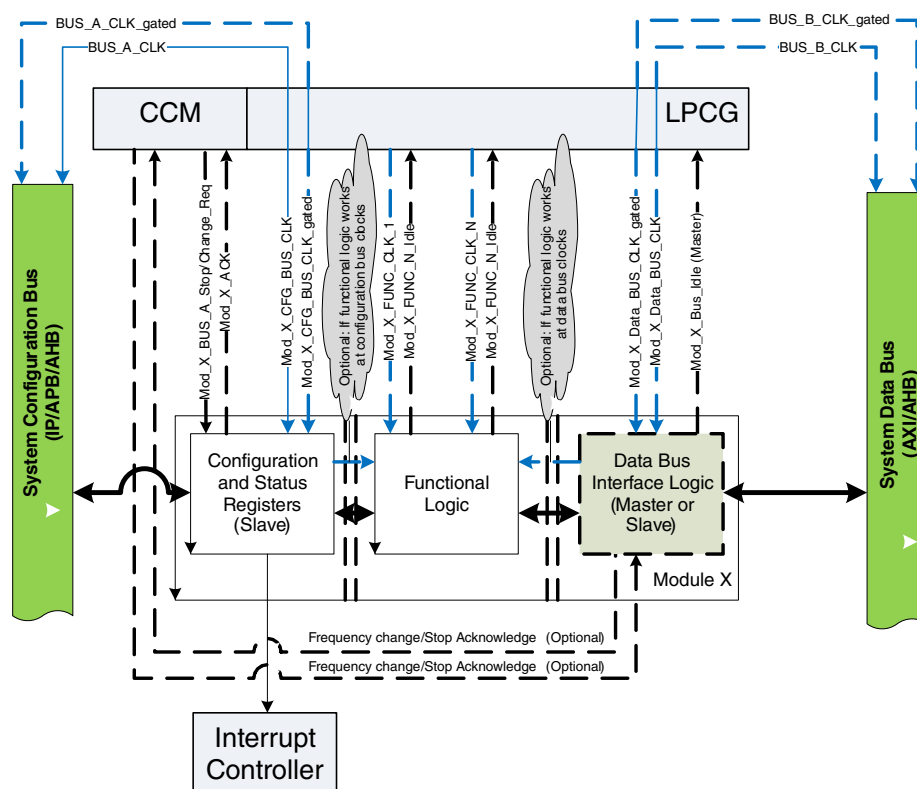 BUS_A_CLK_gated
BUS_A_CLK
BUS_B_CLK_gated
BUS_B_CLK
CCM
LPCG
System Configuration Bus
(IP/APB/AHB)
Mod_X_BUS_A_Stop/Change_Req
Mod_X_ACK
Mod_X_CFG_BUS_CLK
Mod_X_CFG_BUS_CLK_gated
Optional: If functional logic works
at configuration bus clocks
Mod_X_FUNC_CLK_1
Mod_X_FUNC_N_Idle
Mod_X_FUNC_CLK_N
Mod_X_FUNC_N_Idle
Optional: If functional logic works
at data bus clocks
Mod_X_Data_BUS_CLK_gated
Mod_X_Data_BUS_CLK
Mod_X_Bus_Idle (Master)
System Data Bus
(AXI/AHB)
Configuration
and Status
Registers
(Slave)
Functional
Logic
Data Bus
Interface Logic
(Master or
Slave)
Module X
Frequency change/Stop Acknowledge (Optional)
Frequency change/Stop Acknowledge (Optional)
Interrupt
Controller